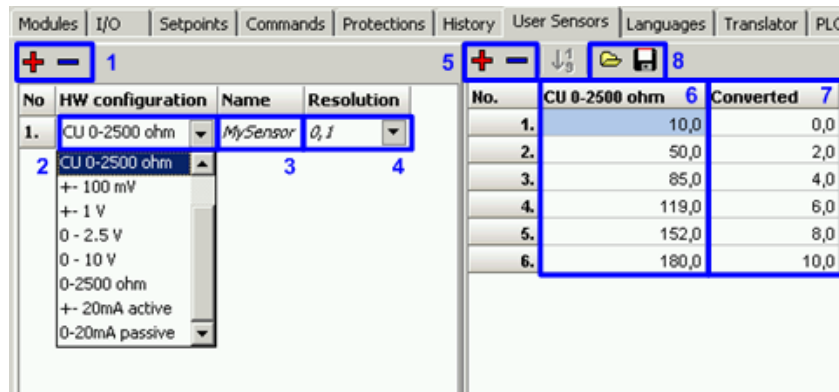 Modules I/O Setpoints Commands Protections History User Sensors Languages Translator PLC
1 5 8
No HW configuration Name Resolution
1. CU 0-2500 ohm MySensor 0,1
2 3 4
CU 0-2500 ohm
+- 100 mV
+- 1 V
0 - 2.5 V
0 - 10 V
0-2500 ohm
+- 20mA active
0-20mA passive
No. CU 0-2500 ohm 6 Converted 7
1. 10,0 0,0
2. 50,0 2,0
3. 85,0 4,0
4. 119,0 6,0
5. 152,0 8,0
6. 180,0 10,0